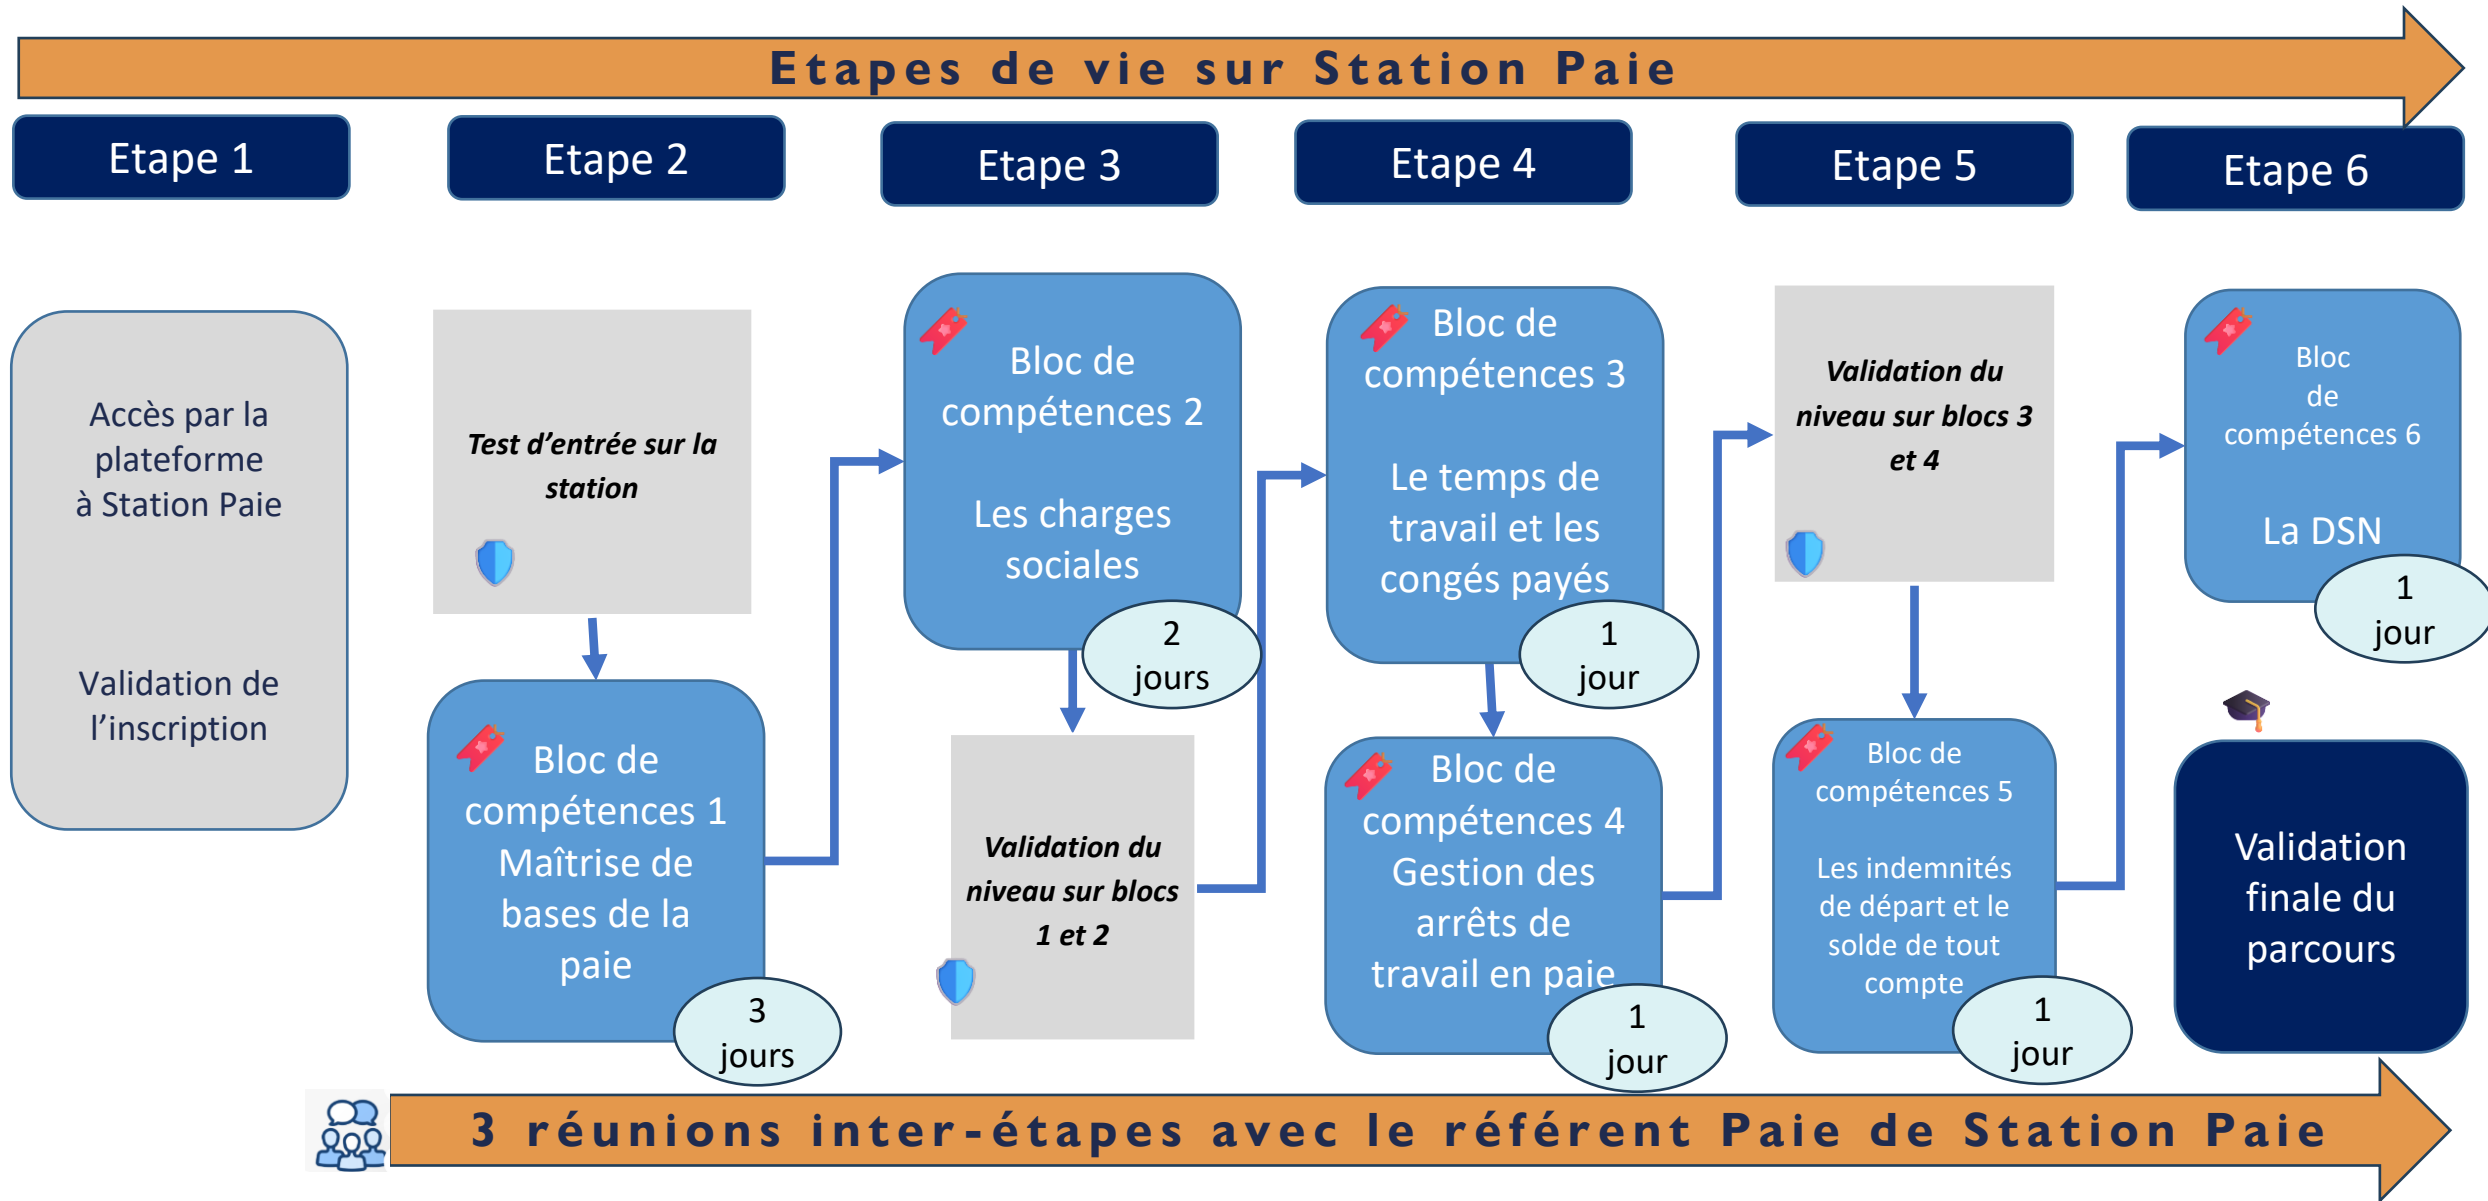 Etapes de vie sur Station Paie
Etape 1
Etape 2
Etape 3
Etape 4
Etape 5
Etape 6
Accès par la
plateforme
à Station Paie
Validation de
l’inscription
Test d’entrée sur la
station
Bloc de
compétences 1
Maîtrise de
bases de la
paie
3
jours
Bloc de
compétences 2
Les charges
sociales
2
jours
Validation du
niveau sur blocs
1 et 2
Bloc de
compétences 3
Le temps de
travail et les
congés payés
1
jour
Bloc de
compétences 4
Gestion des
arrêts de
travail en paie
1
jour
Validation du
niveau sur blocs 3
et 4
Bloc de
compétences 5
Les indemnités
de départ et le
solde de tout
compte
1
jour
Bloc
de
compétences 6
La DSN
1
jour
Validation
finale du
parcours
3 réunions inter-étapes avec le référent Paie de Station Paie